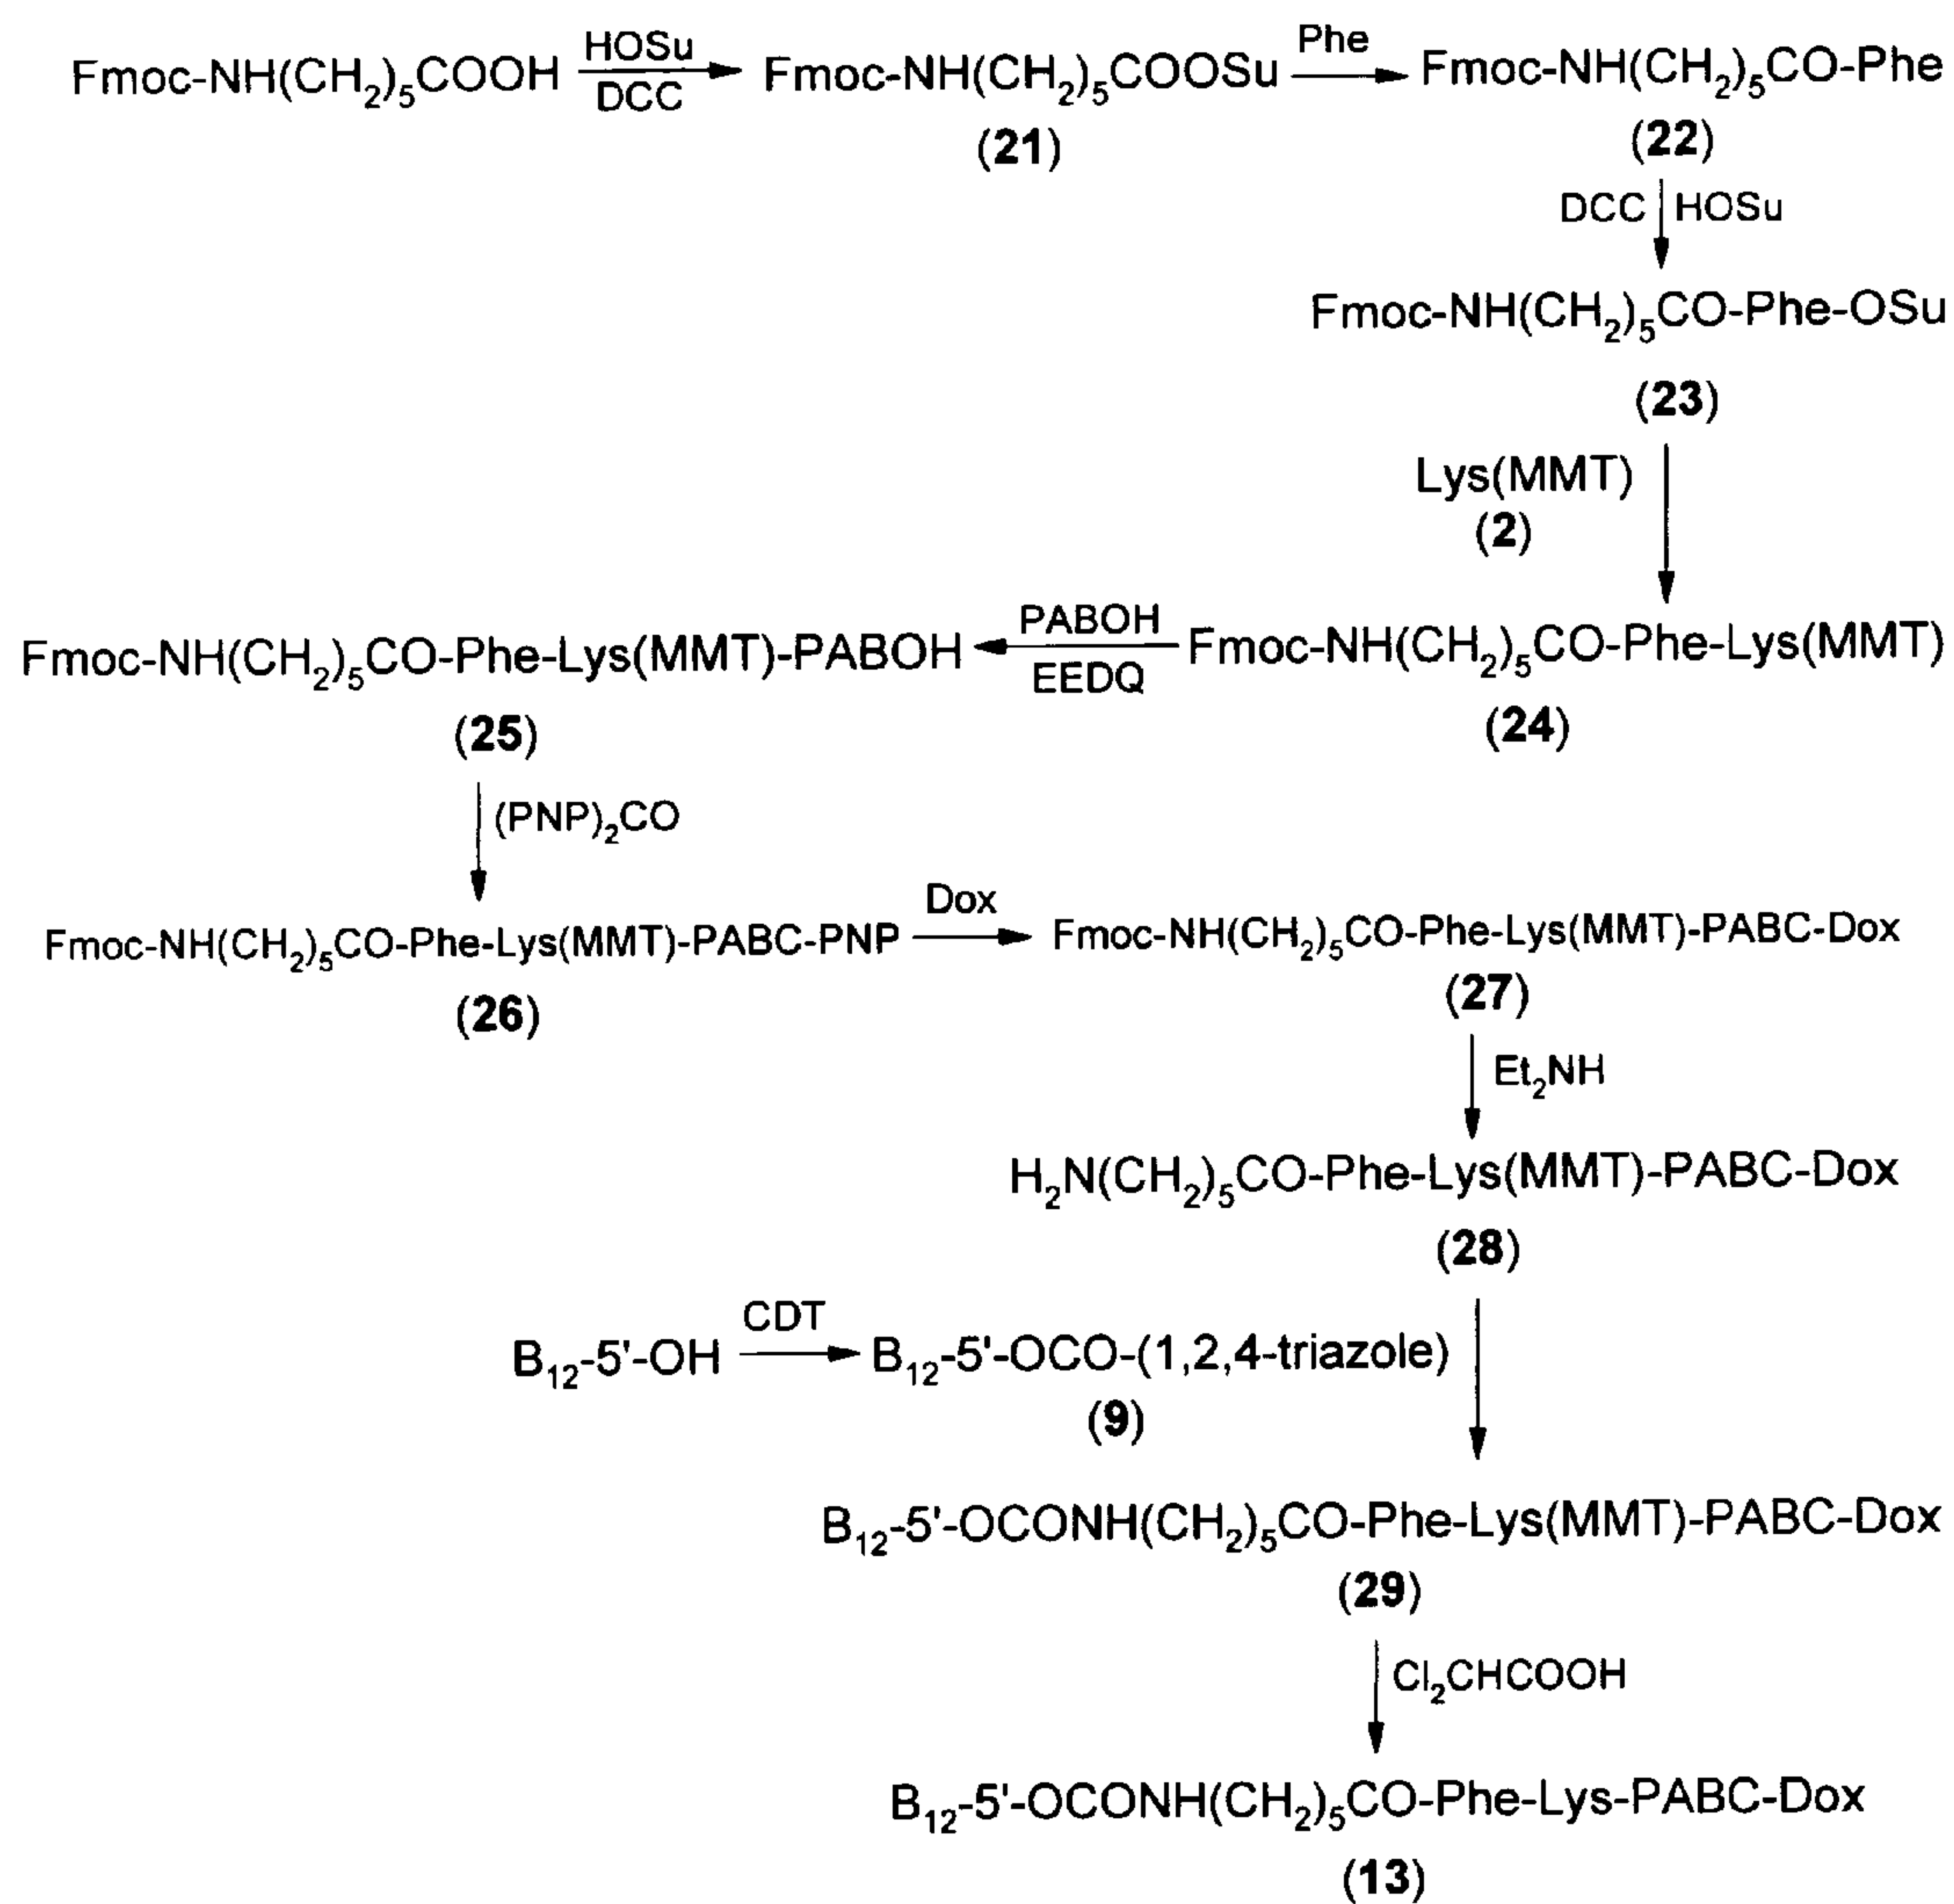 Fmoc-NH(CH₂)₅COOH HOSu DCC Fmoc-NH(CH₂)₅COOSu Phe Fmoc-NH(CH₂)₅CO-Phe
(21) (22)
DCC HOSu
Fmoc-NH(CH₂)₅CO-Phe-OSu
(23)
Lys(MMT)
(2)
Fmoc-NH(CH₂)₅CO-Phe-Lys(MMT)-PABOH PABOH EEDQ Fmoc-NH(CH₂)₅CO-Phe-Lys(MMT)
(25) (24)
(PNP)₂CO
Fmoc-NH(CH₂)₅CO-Phe-Lys(MMT)-PABC-PNP Dox Fmoc-NH(CH₂)₅CO-Phe-Lys(MMT)-PABC-Dox
(26) (27)
Et₂NH
H₂N(CH₂)₅CO-Phe-Lys(MMT)-PABC-Dox
(28)
B₁₂-5'-OH CDT B₁₂-5'-OCO-(1,2,4-triazole)
(9)
B₁₂-5'-OCONH(CH₂)₅CO-Phe-Lys(MMT)-PABC-Dox
(29)
Cl₂CHCOOH
B₁₂-5'-OCONH(CH₂)₅CO-Phe-Lys-PABC-Dox
(13)